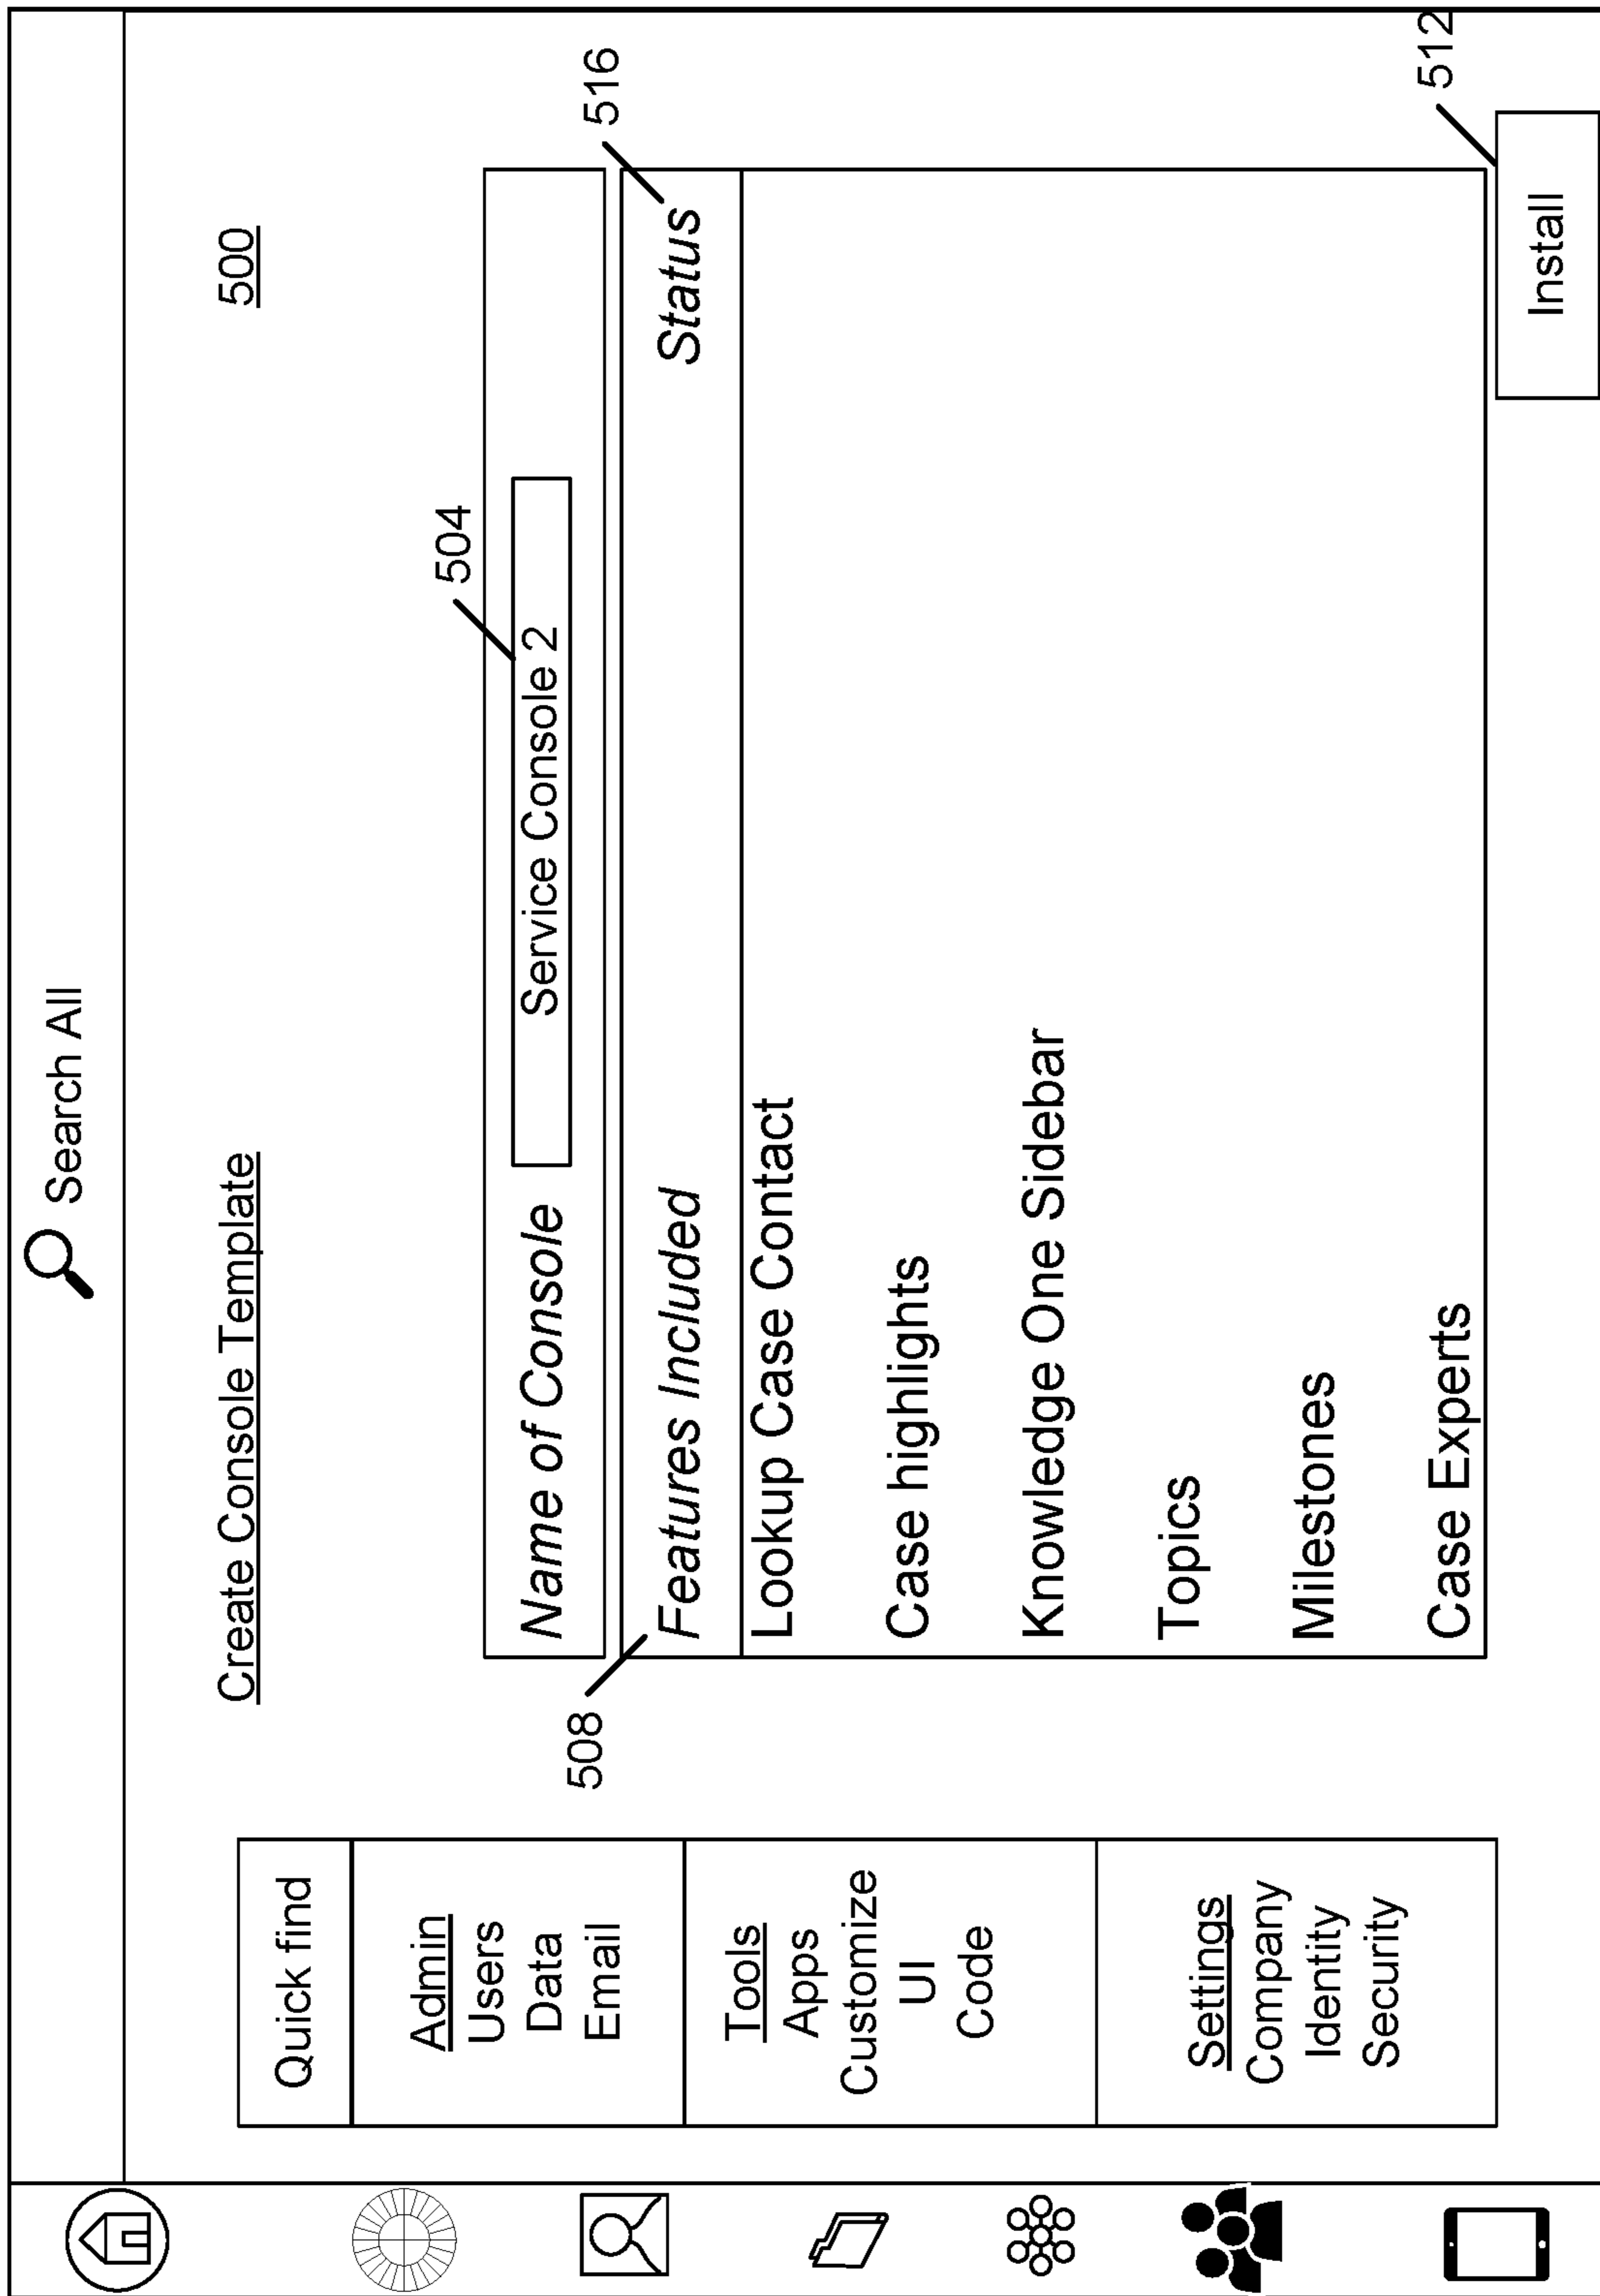 Search All
Create Console Template
500
504
Name of Console
Service Console 2
516
508
Features Included
Status
Lookup Case Contact
Case highlights
Knowledge One Sidebar
Topics
Milestones
Case Experts
512
Install
Quick find
Admin
Users
Data
Email
Tools
Apps
Customize
UI
Code
Settings
Company
Identity
Security